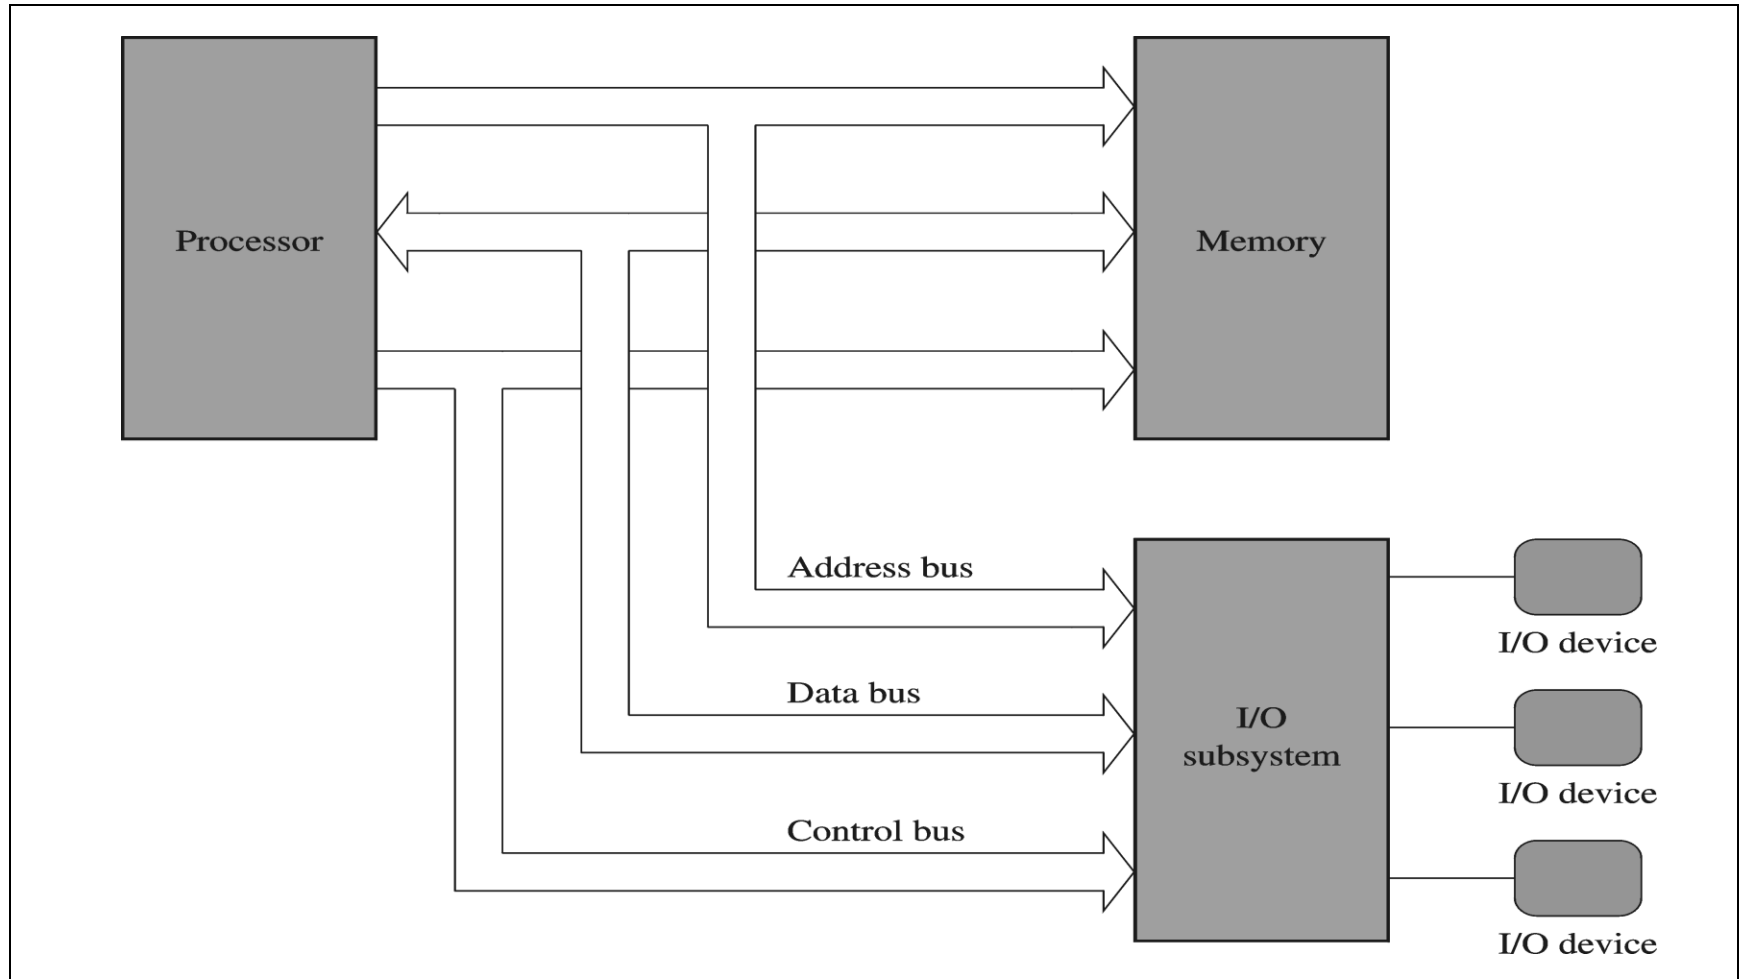 Processor
Memory
Address bus
Data bus
Control bus
I/O
subsystem
I/O device
I/O device
I/O device